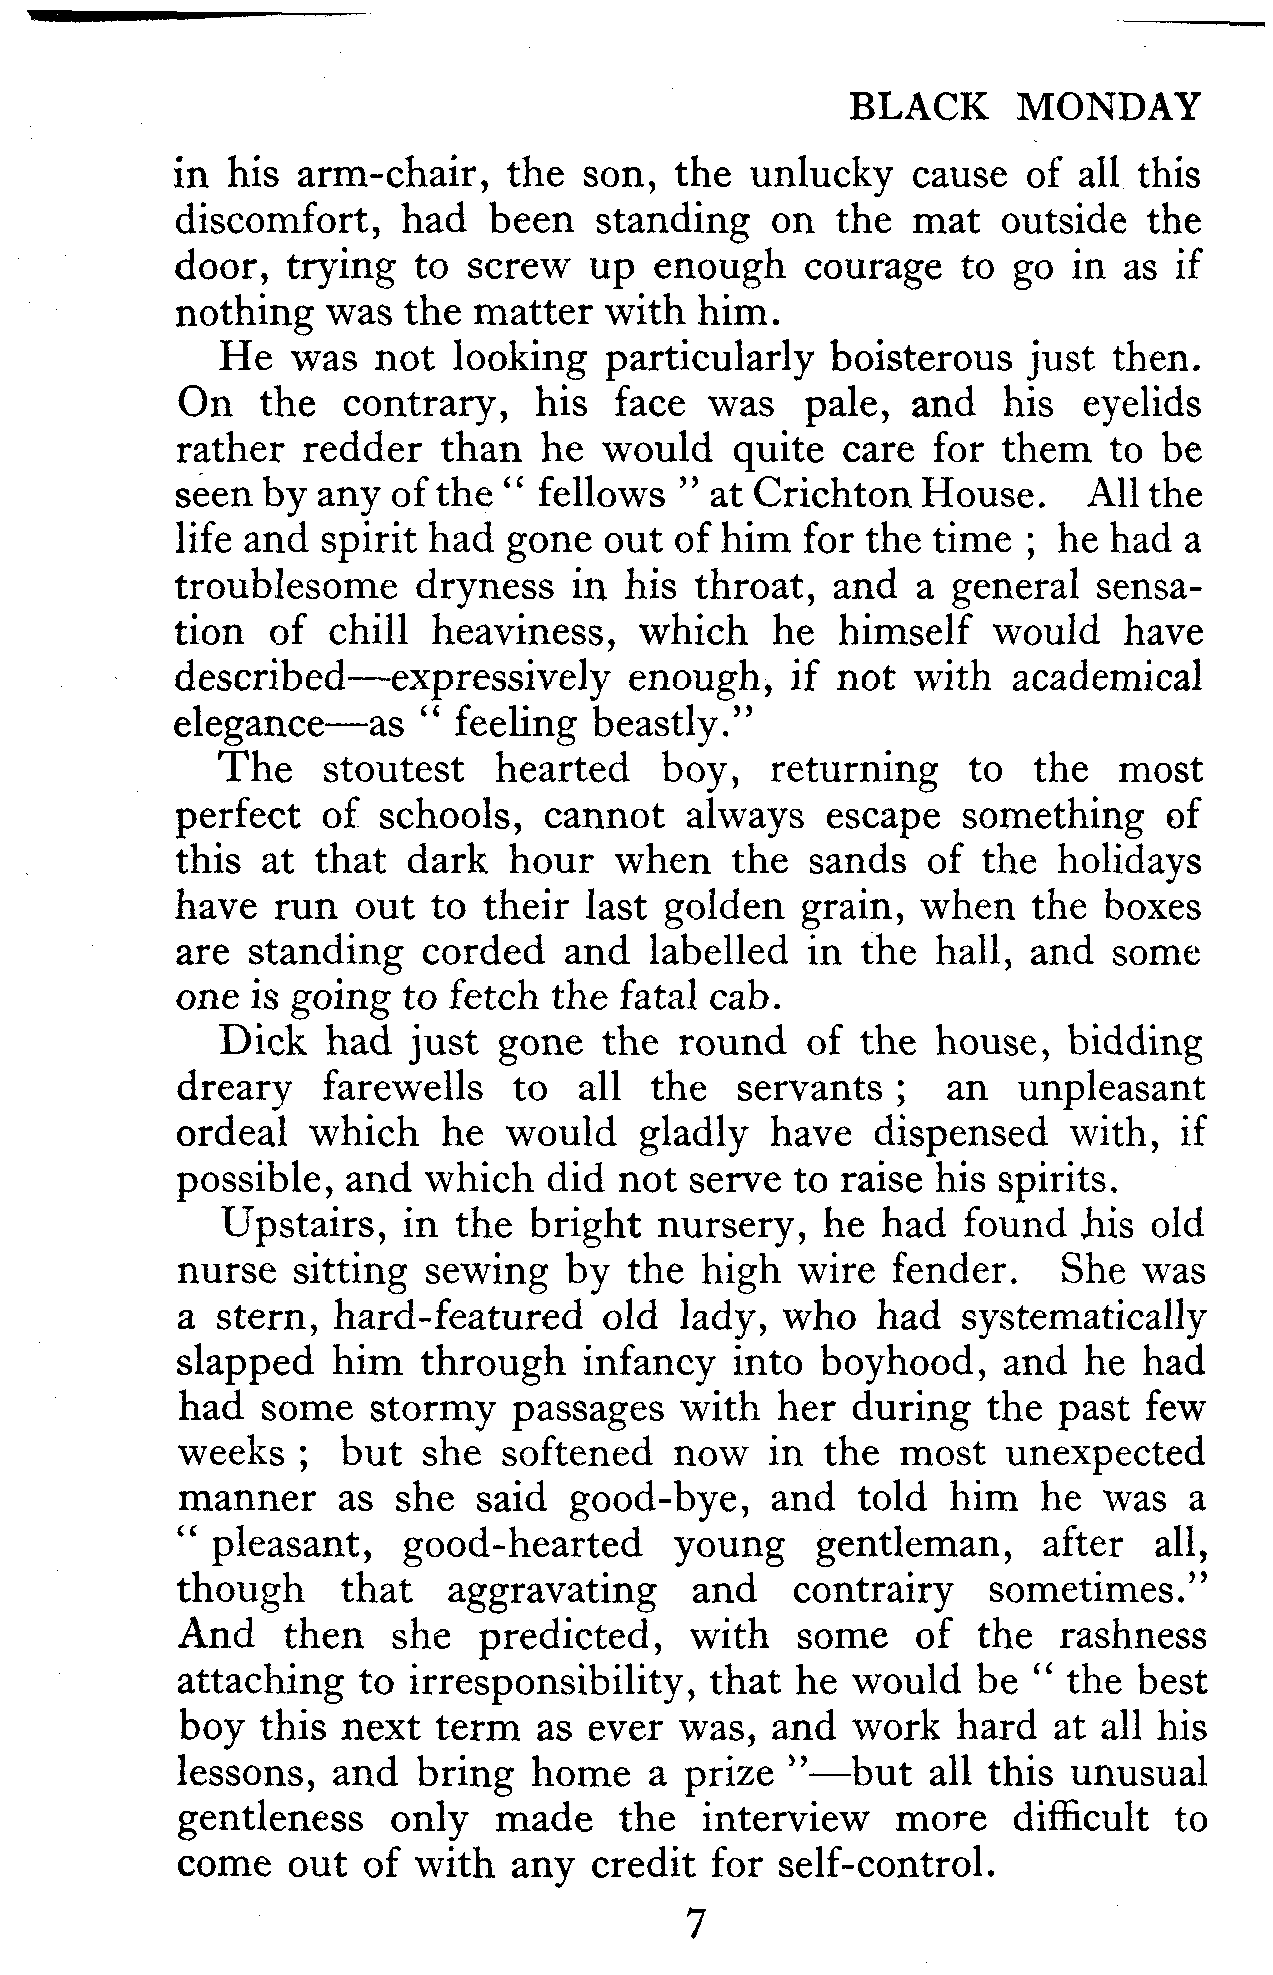 BLACK MONDAY
in his arm-chair, the son, the unlucky cause of all this
discomfort, had been standing on the mat outside the
door, trying to screw up enough courage to go in as if
nothing was the matter with him.
He was not looking particularly boisterous just then.
On the contrary, his face was pale, and his eyelids
rather redder than he would quite care for them to be
seen by any of the “ fellows ” at Crichton House. All the
life and spirit had gone out of him for the time ; he had a
troublesome dryness in his throat, and a general sensa-
tion of chill heaviness, which he himself would have
described—expressively enough, if not with academical
elegance—as “ feeling beastly.”
The stoutest hearted boy, returning to the most
perfect of schools, cannot always escape something of
this at that dark hour when the sands of the holidays
have run out to their last golden grain, when the boxes
are standing corded and labelled in the hall, and some
one is going to fetch the fatal cab.
Dick had just gone the round of the house, bidding
dreary farewells to all the servants ; an unpleasant
ordeal which he would gladly have dispensed with, if
possible, and which did not serve to raise his spirits.
Upstairs, in the bright nursery, he had found his old
nurse sitting sewing by the high wire fender. She was
a stern, hard-featured old lady, who had systematically
slapped him through infancy into boyhood, and he had
had some stormy passages with her during the past few
weeks ; but she softened now in the most unexpected
manner as she said good-bye, and told him he was a
“ pleasant, good-hearted young gentleman, after all,
though that aggravating and contrairy sometimes.”
And then she predicted, with some of the rashness
attaching to irresponsibility, that he would be “ the best
boy this next term as ever was, and work hard at all his
lessons, and bring home a prize ”—but all this unusual
gentleness only made the interview more difficult to
come out of with any credit for self-control.
7